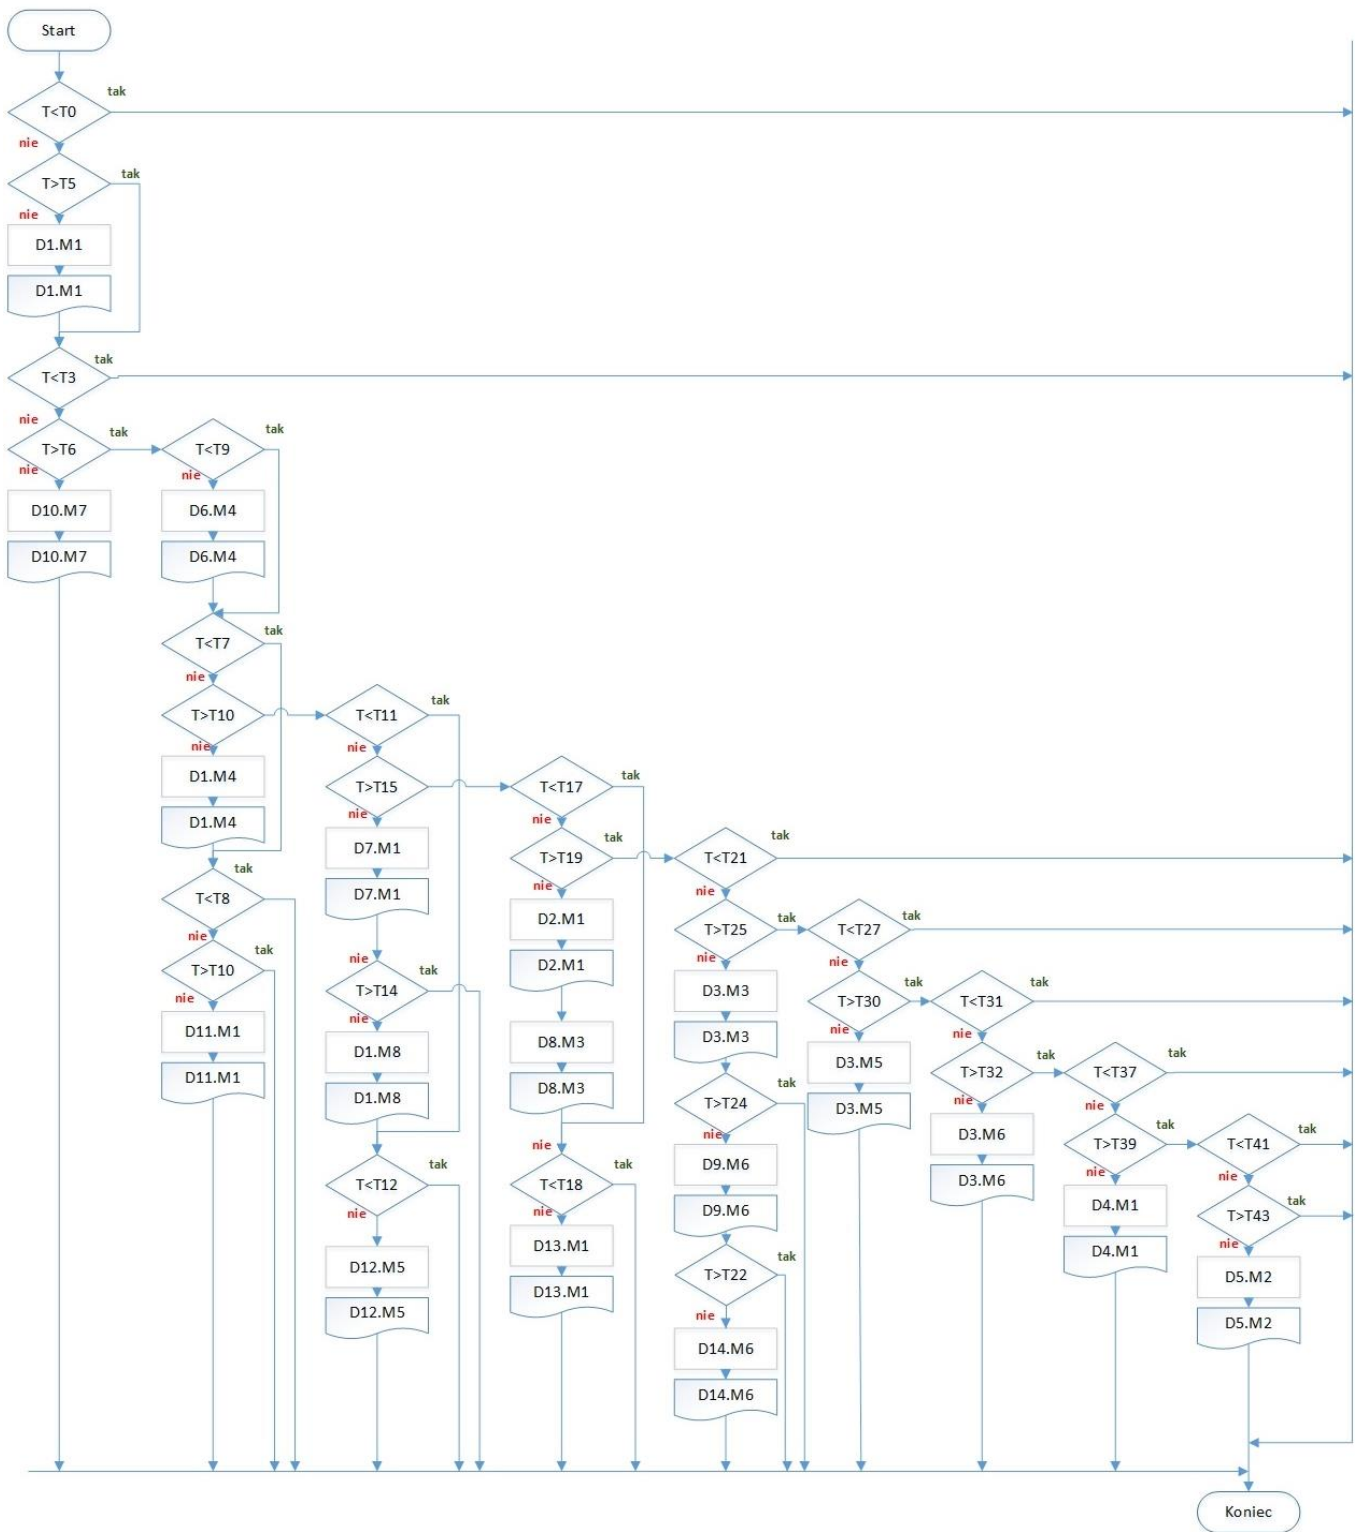 Start
tak
T<T0
nie
tak
T>T5
nie
D1.M1
D1.M1
tak
T<T3
nie
tak
tak
T>T6
T<T9
nie
nie
D10.M7
D6.M4
D10.M7
D6.M4
tak
T<T7
nie
tak
T>T10
T<T11
nie
nie
tak
D1.M4
T>T15
T<T17
nie
nie
D1.M4
tak
tak
D7.M1
T>T19
T<T21
tak
nie
nie
D7.M1
T<T8
D2.M1
tak
tak
nie
T>T25
T<T27
tak
nie
nie
nie
D2.M1
T>T10
tak
tak
tak
nie
T>T14
D3.M3
T>T30
T<T31
nie
nie
nie
D11.M1
D3.M3
D1.M8
D8.M3
tak
tak
D11.M1
D3.M5
T>T32
T<T37
tak
D1.M8
D8.M3
nie
nie
T>T24
D3.M5
tak
tak
nie
nie
D3.M6
T>T39
T<T41
tak
tak
D9.M6
nie
nie
T<T12
T<T18
D3.M6
nie
nie
D9.M6
D4.M1
tak
T>T43
D13.M1
nie
tak
D4.M1
D12.M5
T>T22
D5.M2
D13.M1
nie
D12.M5
D5.M2
D14.M6
D14.M6
Koniec